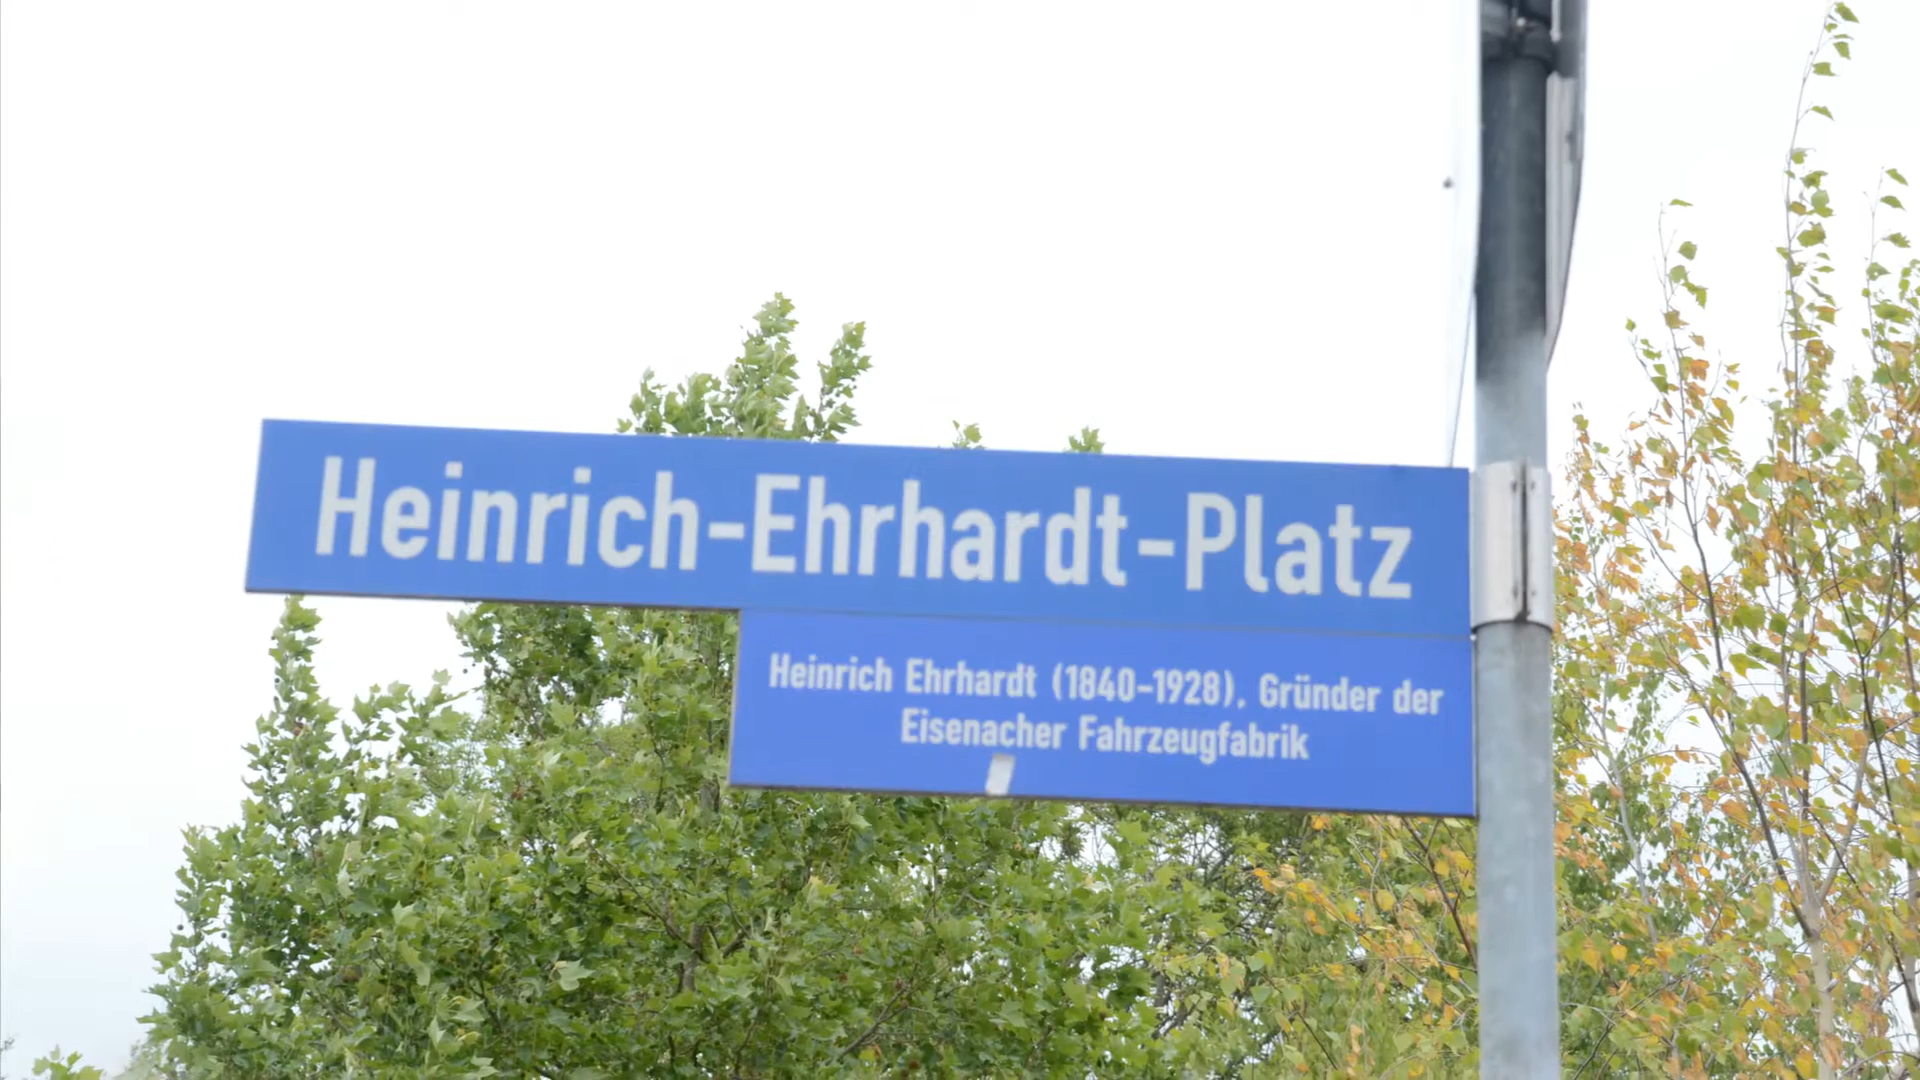 Heinrich-Ehrhardt-Platz
Heinrich Ehrhardt (1840-1928), Gründer der
Eisenacher Fahrzeugfabrik